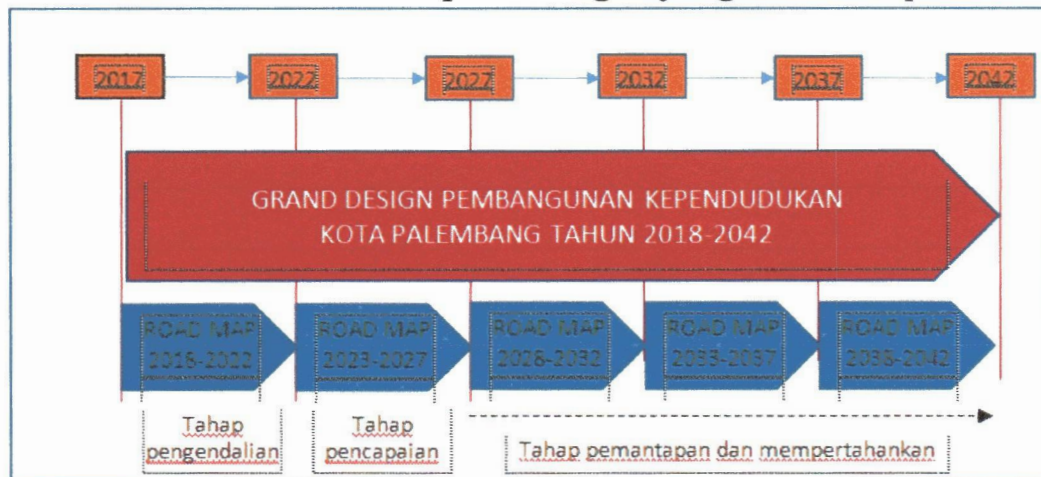 2017 2022 2027 2032 2037 2042
GRAND DESIGN PEMBANGUNAN KEPENDUDUKAN
KOTA PALEMBANG TAHUN 2018-2042
ROAD MAP
2018-2022
ROAD MAP
2023-2027
ROAD MAP
2028-2032
ROAD MAP
2033-2037
ROAD MAP
2038-2042
Tahap
pengendalian
Tahap
pencapaian
Tahap pemantapan dan mempertahankan